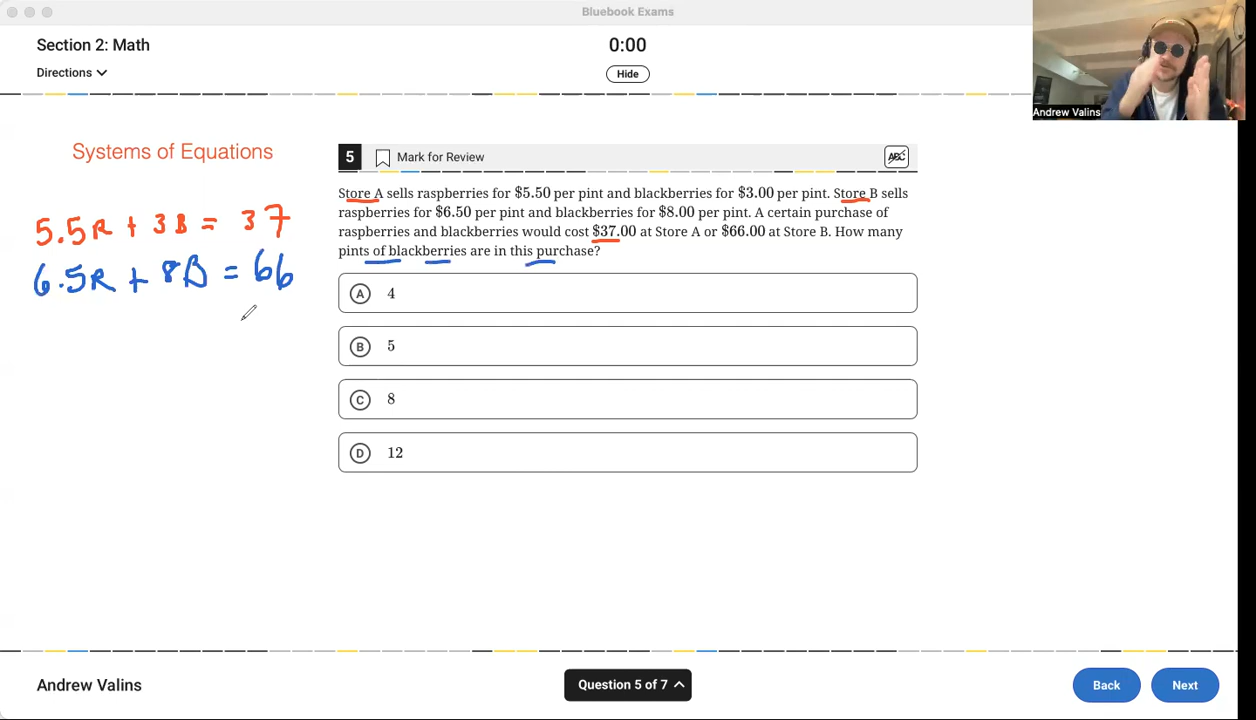 Bluebook Exams
Section 2: Math
0:00
Directions
Hide
Andrew Valins
Systems of Equations
5 Mark for Review ABC
5.5R + 3B = 37
6.5R + 8B = 66
Store A sells raspberries for $5.50 per pint and blackberries for $3.00 per pint. Store B sells
raspberries for $6.50 per pint and blackberries for $8.00 per pint. A certain purchase of
raspberries and blackberries would cost $37.00 at Store A or $66.00 at Store B. How many
pints of blackberries are in this purchase?
A 4
B 5
C 8
D 12
Andrew Valins
Question 5 of 7
Back
Next